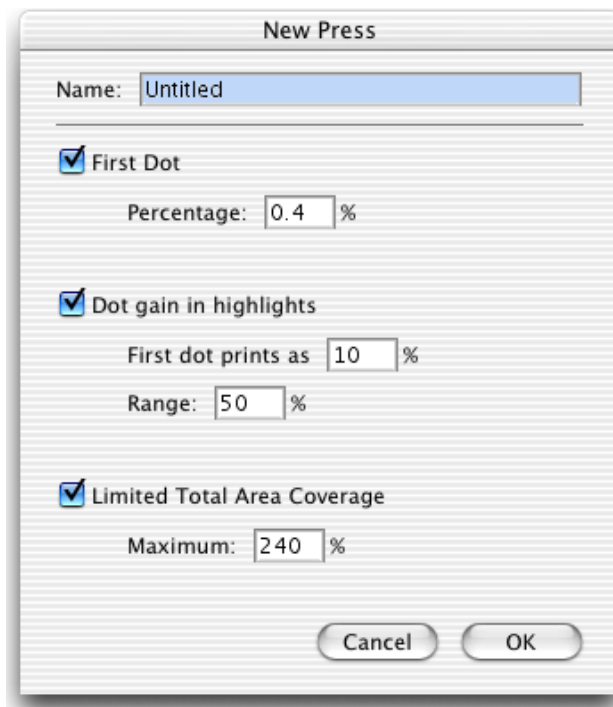 New Press
Name: Untitled
First Dot
Percentage: 0.4 %
Dot gain in highlights
First dot prints as 10 %
Range: 50 %
Limited Total Area Coverage
Maximum: 240 %
Cancel OK